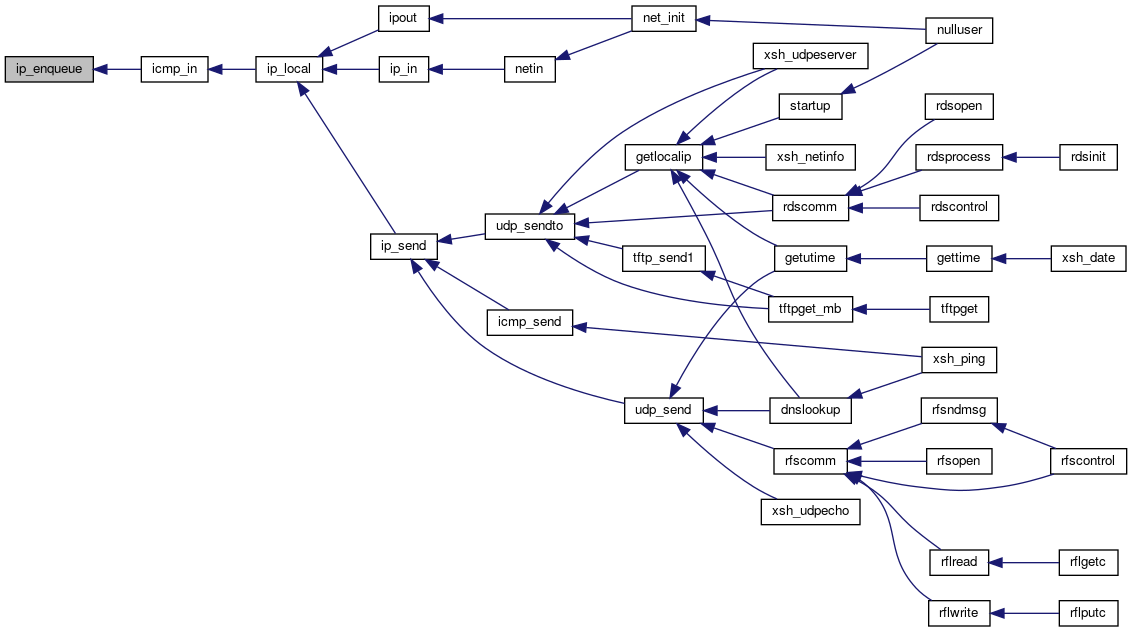 ip_enqueue
icmp_in
ip_local
ipout
ip_in
netin
net_init
nulluser
xsh_udpeserver
startup
getlocalip
xsh_netinfo
rdsopen
rdsprocess
rdsinit
rdscomm
rdscontrol
ip_send
udp_sendto
tftp_send1
getutime
gettime
xsh_date
tftpget_mb
tftpget
icmp_send
xsh_ping
udp_send
dnslookup
rfsndmsg
rfscomm
rfsopen
rfscontrol
xsh_udpecho
rflread
rflgetc
rflwrite
rflputc